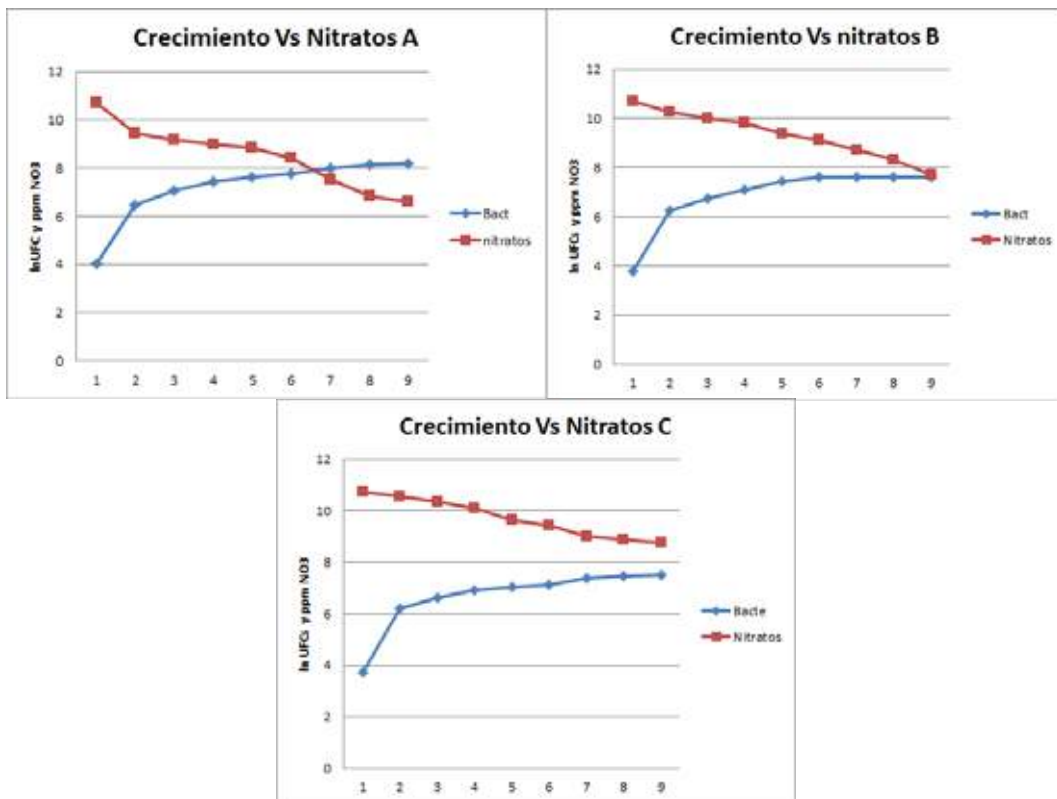 Crecimiento Vs Nitratos A
lnUFC y ppm NO3
12
10
8
6
4
2
0
1 2 3 4 5 6 7 8 9
Bact
nitratos
Crecimiento Vs nitratos B
ln UFCs y ppm NO3
12
10
8
6
4
2
0
1 2 3 4 5 6 7 8 9
Bact
Nitratos
Crecimiento Vs Nitratos C
ln UFCs y ppm NO3
12
10
8
6
4
2
0
1 2 3 4 5 6 7 8 9
Bacte
Nitratos